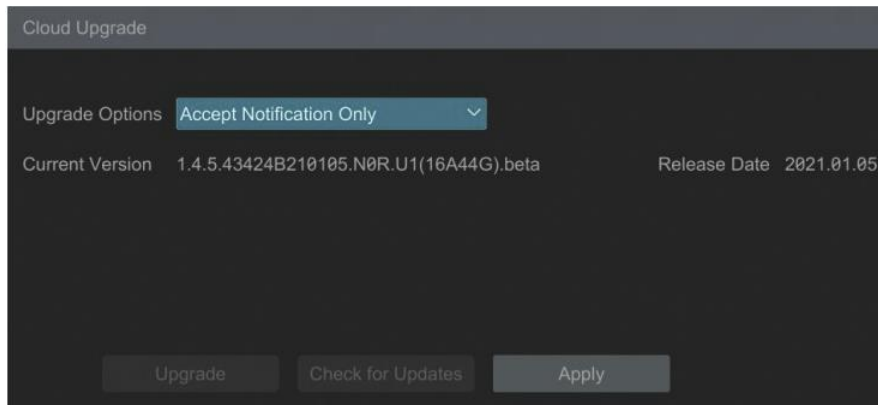 Cloud Upgrade
Upgrade Options Accept Notification Only
Current Version 1.4.5.43424B210105.N0R.U1(16A44G).beta Release Date 2021.01.05
Upgrade Check for Updates Apply